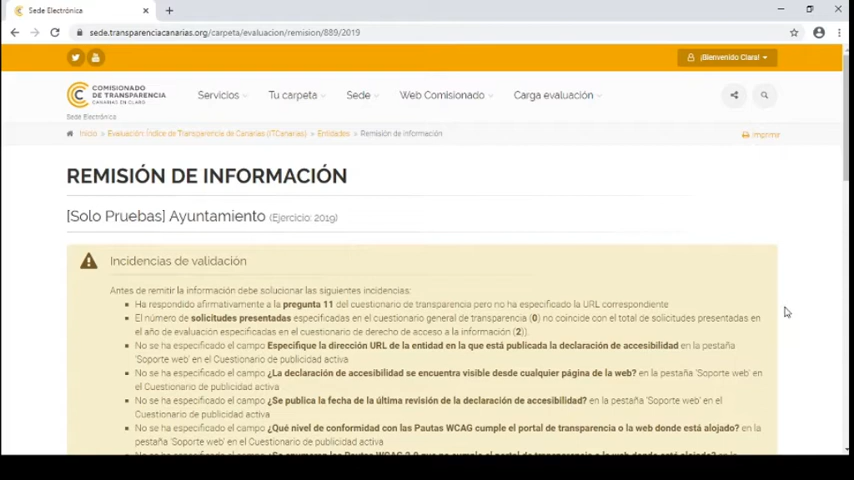 Sede Electrónica
sede.transparenciacanarias.org/carpeta/evaluacion/remision/889/2019
¡Bienvenido Clara!
COMISIONADO
DE TRANSPARENCIA
CANARIAS EN CLARO
Servicios
Tu carpeta
Sede
Web Comisionado
Carga evaluación
Sede Electrónica
Inicio » Evaluación: Índice de Transparencia de Canarias (ITCanarias) » Entidades » Remisión de información
Imprimir
REMISIÓN DE INFORMACIÓN
[Solo Pruebas] Ayuntamiento (Ejercicio: 2019)
Incidencias de validación
Antes de remitir la información debe solucionar las siguientes incidencias:
Ha respondido afirmativamente a la pregunta 11 del cuestionario de transparencia pero no ha especificado la URL correspondiente
El número de solicitudes presentadas especificadas en el cuestionario general de transparencia (0) no coincide con el total de solicitudes presentadas en
el año de evaluación especificadas en el cuestionario de derecho de acceso a la información (2)).
No se ha especificado el campo Especifique la dirección URL de la entidad en la que está publicada la declaración de accesibilidad en la pestaña
'Soporte web' en el Cuestionario de publicidad activa
No se ha especificado el campo ¿La declaración de accesibilidad se encuentra visible desde cualquier página de la web? en la pestaña 'Soporte web' en
el Cuestionario de publicidad activa
No se ha especificado el campo ¿Se publica la fecha de la última revisión de la declaración de accesibilidad? en la pestaña 'Soporte web' en el
Cuestionario de publicidad activa
No se ha especificado el campo ¿Qué nivel de conformidad con las Pautas WCAG cumple el portal de transparencia o la web donde está alojado? en la
pestaña 'Soporte web' en el Cuestionario de publicidad activa